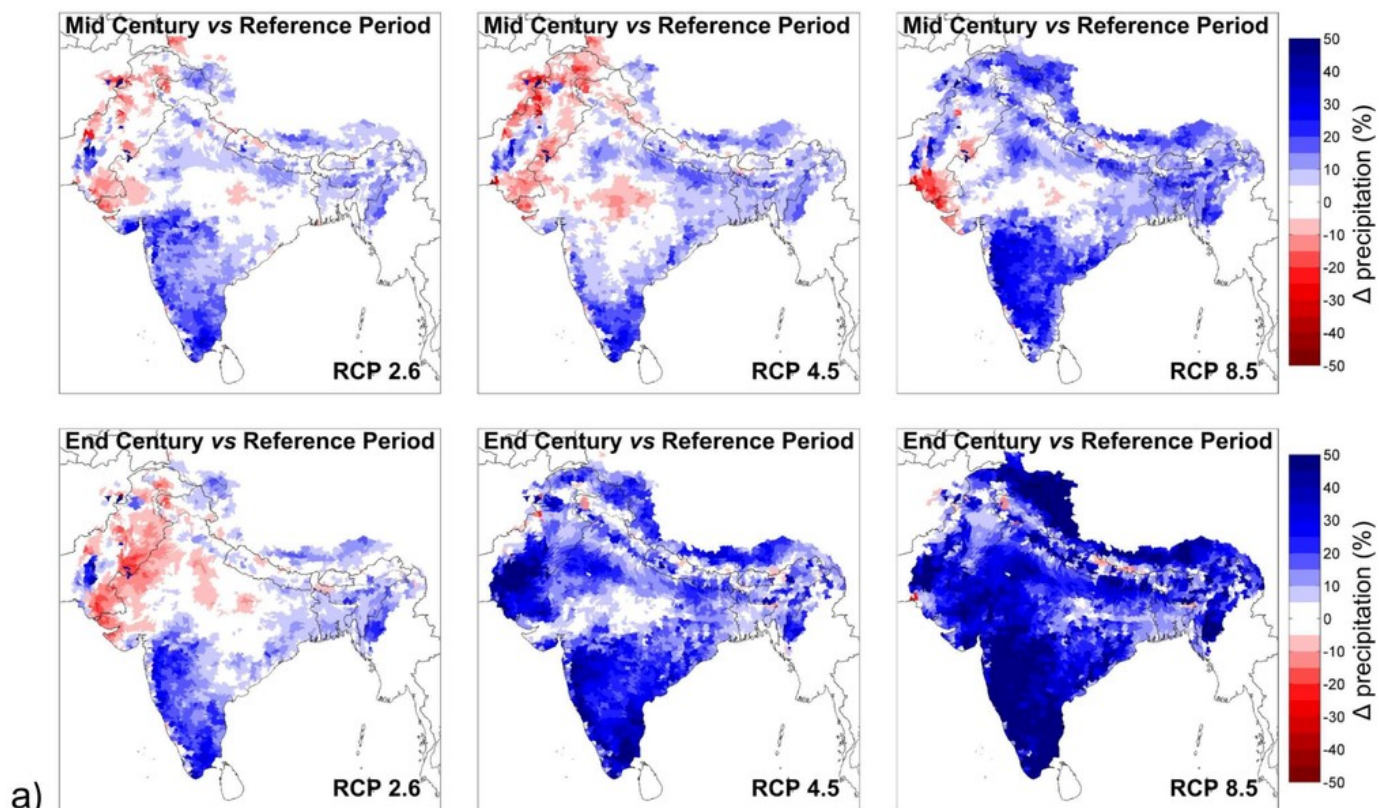 Mid Century vs Reference Period
RCP 2.6
Mid Century vs Reference Period
RCP 4.5
Mid Century vs Reference Period
RCP 8.5
50
40
30
20
10
0
-10
-20
-30
-40
-50
Δ precipitation (%)
End Century vs Reference Period
RCP 2.6
End Century vs Reference Period
RCP 4.5
End Century vs Reference Period
RCP 8.5
50
40
30
20
10
0
-10
-20
-30
-40
-50
Δ precipitation (%)
a)